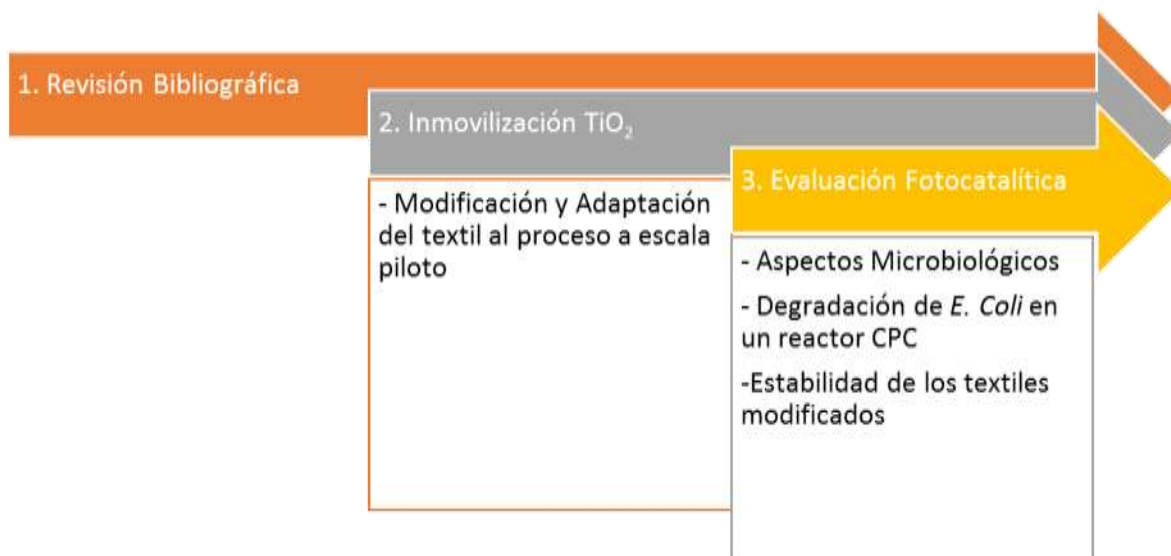 1. Revisión Bibliográfica
2. Inmovilización TiO₂
- Modificación y Adaptación
del textil al proceso a escala
piloto
3. Evaluación Fotocatalítica
- Aspectos Microbiológicos
- Degradación de E. Coli en
un reactor CPC
-Estabilidad de los textiles
modificados